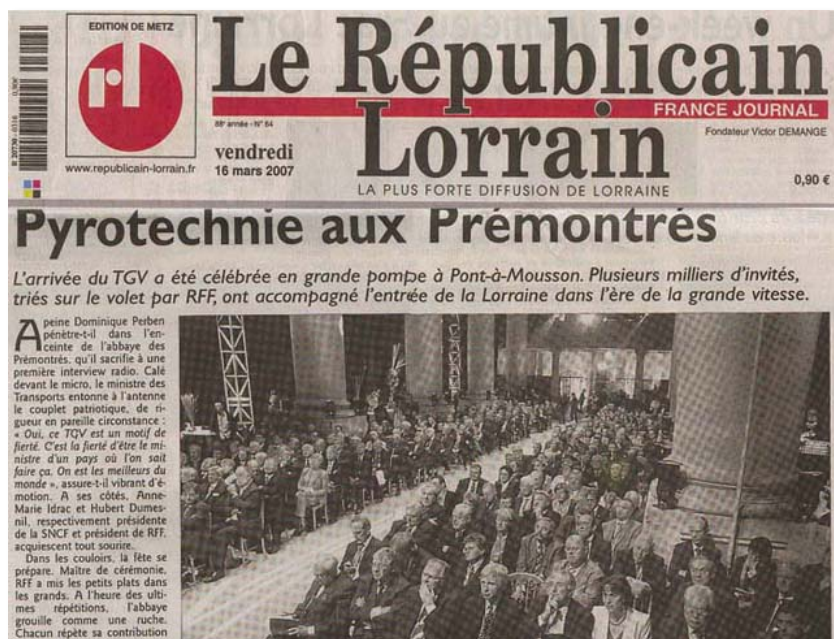 EDITION DE METZ
rl
www.republicain-lorrain.fr
88e année - N° 64
vendredi
16 mars 2007
Le Républicain
Lorrain
FRANCE JOURNAL
Fondateur Victor DEMANGE
LA PLUS FORTE DIFFUSION DE LORRAINE
0,90 €
Pyrotechnie aux Prémontrés
L'arrivée du TGV a été célébrée en grande pompe à Pont-à-Mousson. Plusieurs milliers d'invités,
triés sur le volet par RFF, ont accompagné l'entrée de la Lorraine dans l'ère de la grande vitesse.
A peine Dominique Perben
pénètre-t-il dans l'en-
ceinte de l'abbaye des
Prémontrés, qu'il sacrifie à une
première interview radio. Calé
devant le micro, le ministre des
Transports entonne à l'antenne
le couplet patriotique, de ri-
gueur en pareille circonstance :
« Oui, ce TGV est un motif de
fierté. C'est la fierté d'être le mi-
nistre d'un pays où l'on sait
faire ça. On est les meilleurs du
monde », assure-t-il vibrant d'é-
motion. A ses côtés, Anne-
Marie Idrac et Hubert Dumes-
nil, respectivement présidente
de la SNCF et président de RFF,
acquiescent tout sourire.
Dans les couloirs, la fête se
prépare. Maître de cérémonie,
RFF a mis les petits plats dans
les grands. A l'heure des ulti-
mes répétitions, l'abbaye
grouille comme une ruche.
Chacun répète sa contribution